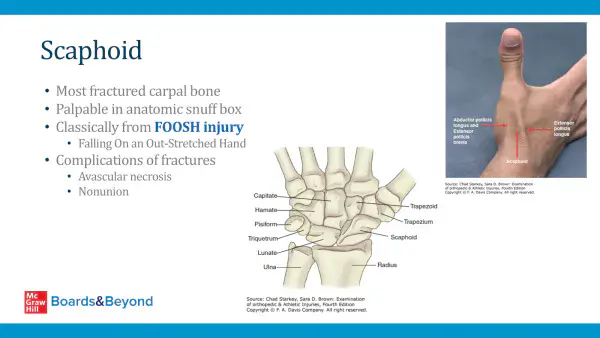 Scaphoid
• Most fractured carpal bone
• Palpable in anatomic snuff box
• Classically from FOOSH injury
• Falling On an Out-Stretched Hand
• Complications of fractures
• Avascular necrosis
• Nonunion
Abductor pollicis
longus and
Extensor
pollicis
brevis
Extensor
pollicis
longus
Scaphoid
Source: Chad Starkey, Sara D. Brown: Examination
of orthopedic & Athletic Injuries, Fourth Edition
Copyright © F. A. Davis Company. All right reserved.
Capitate
Hamate
Pisiform
Triquetrum
Lunate
Ulna
Trapezoid
Trapezium
Scaphoid
Radius
Source: Chad Starkey, Sara D. Brown: Examination
of orthopedic & Athletic Injuries, Fourth Edition
Copyright © F. A. Davis Company. All right reserved.
Mc
Graw
Hill
Boards&Beyond